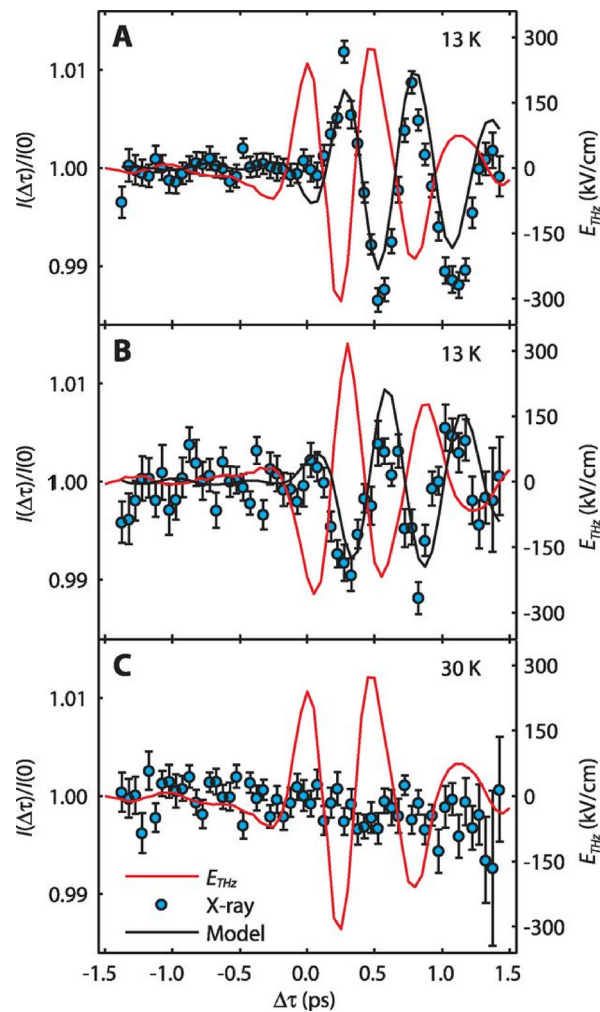 A
13 K
1.01
1.00
0.99
I(Δτ)/I(0)
300
150
0
-150
-300
E_THz (kV/cm)
B
13 K
1.01
1.00
0.99
I(Δτ)/I(0)
300
150
0
-150
-300
E_THz (kV/cm)
C
30 K
1.01
1.00
0.99
I(Δτ)/I(0)
300
150
0
-150
-300
E_THz (kV/cm)
E_THz
X-ray
Model
-1.5 -1.0 -0.5 0.0 0.5 1.0 1.5
Δτ (ps)